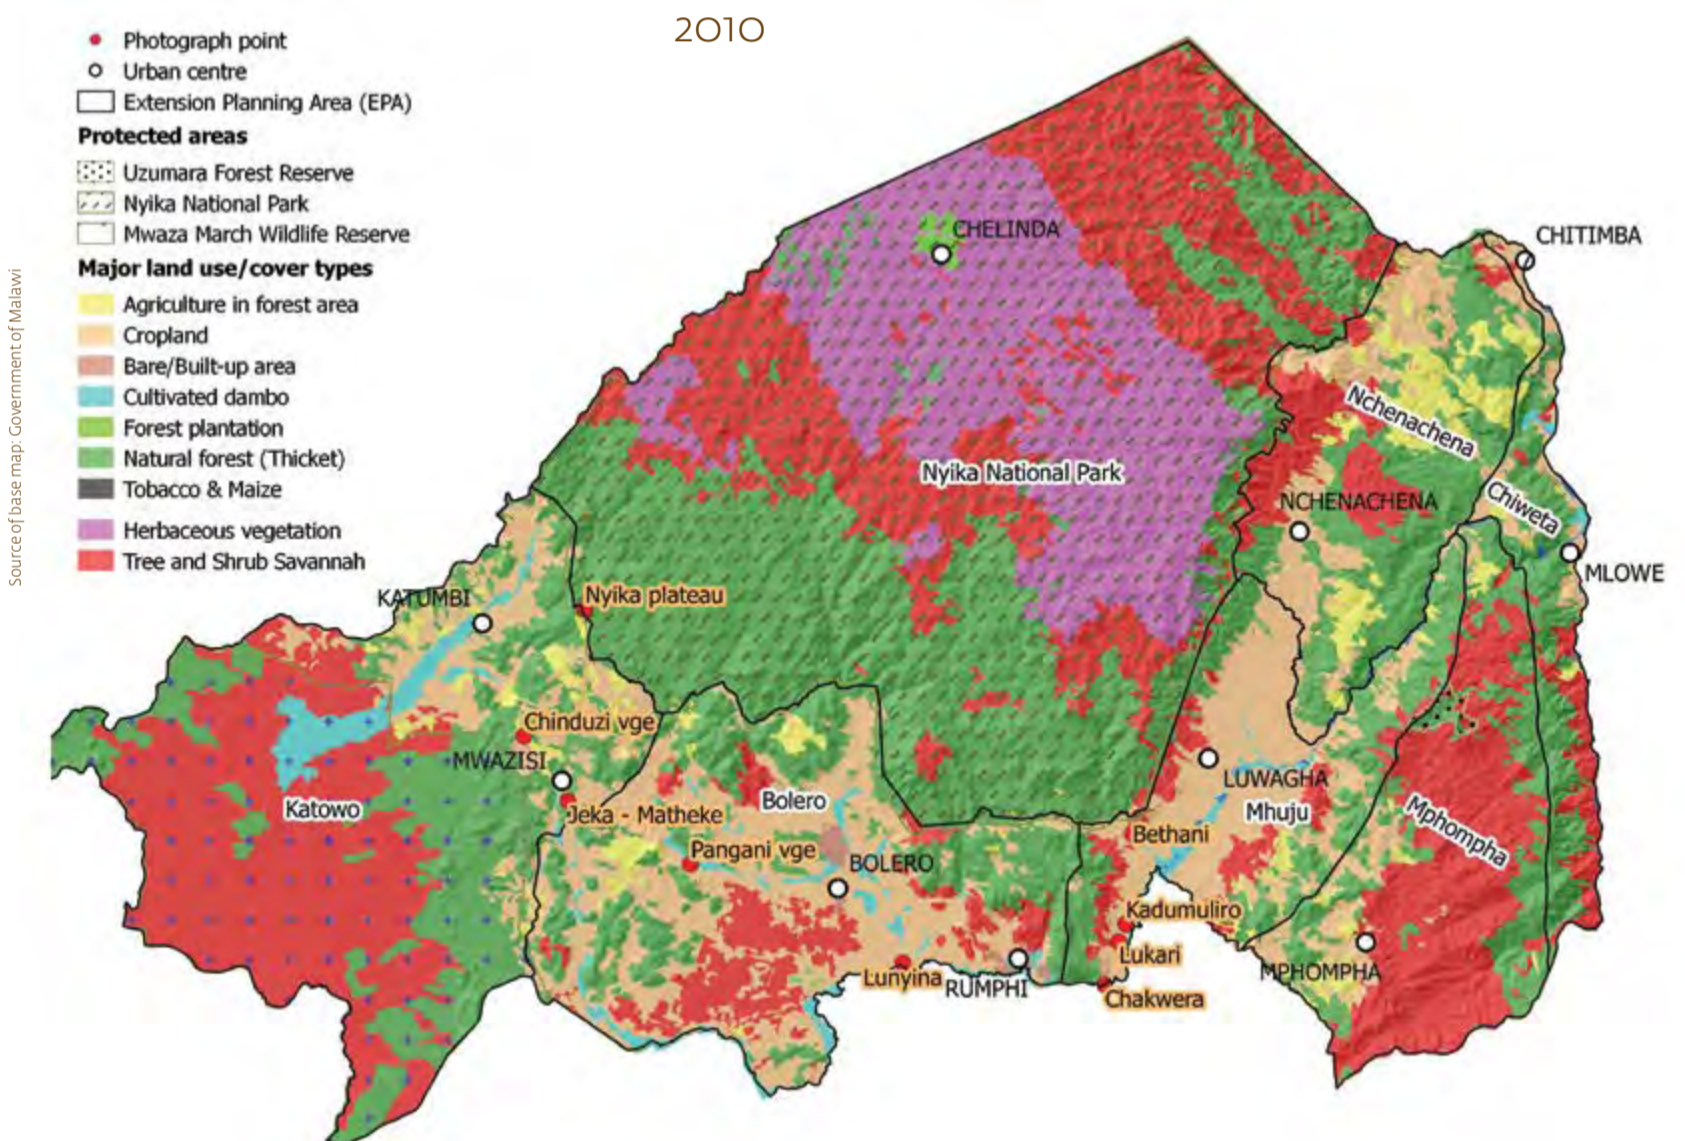 2010
Photograph point
Urban centre
Extension Planning Area (EPA)
Protected areas
Uzumara Forest Reserve
Nyika National Park
Mwaza March Wildlife Reserve
Major land use/cover types
Agriculture in forest area
Cropland
Bare/Built-up area
Cultivated dambo
Forest plantation
Natural forest (Thicket)
Tobacco & Maize
Herbaceous vegetation
Tree and Shrub Savannah
Source of base map: Government of Malawi
CHELINDA
CHITIMBA
Nchenachena
Nyika National Park
NCHENACHENA
Chiweta
MLOWE
KATUMBI
Nyika plateau
Chinduzi vge
MWAZISI
Katowo
Jeka - Matheke
Bolero
LUWAGHA
Mhuju
Mphompha
Bethani
Pangani vge
BOLERO
Kadumuliro
Lukari
MPHOMPHA
Lunyina
RUMPHI
Chakwera